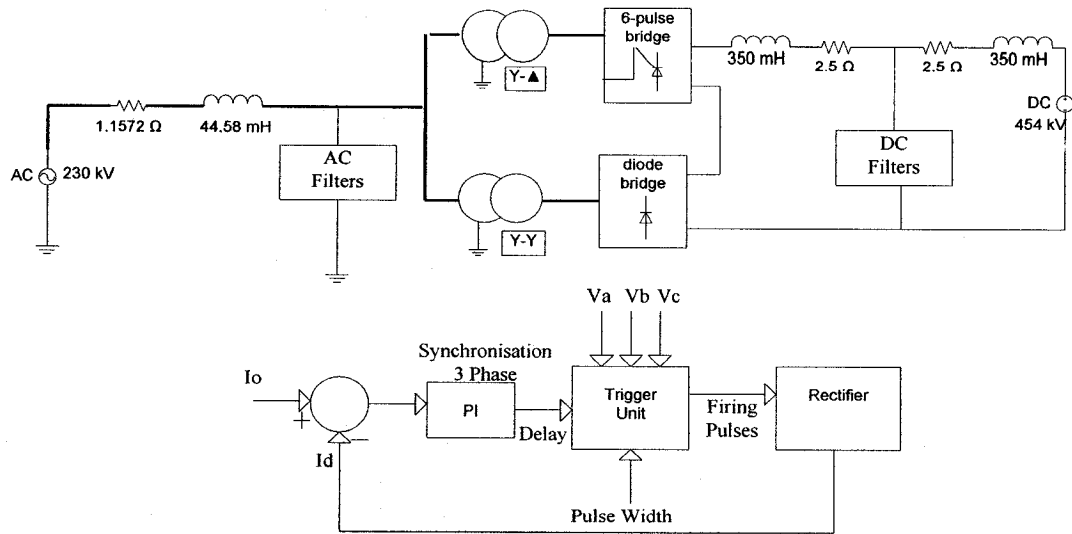 6-pulse
bridge
350 mH
2.5 Ω
2.5 Ω
350 mH
Y-▲
1.1572 Ω
44.58 mH
DC
454 kV
AC
230 kV
AC
Filters
DC
Filters
diode
bridge
Y-Y
Va
Vb
Vc
Synchronisation
3 Phase
Io
+
−
PI
Trigger
Unit
Firing
Pulses
Rectifier
Delay
Id
Pulse Width